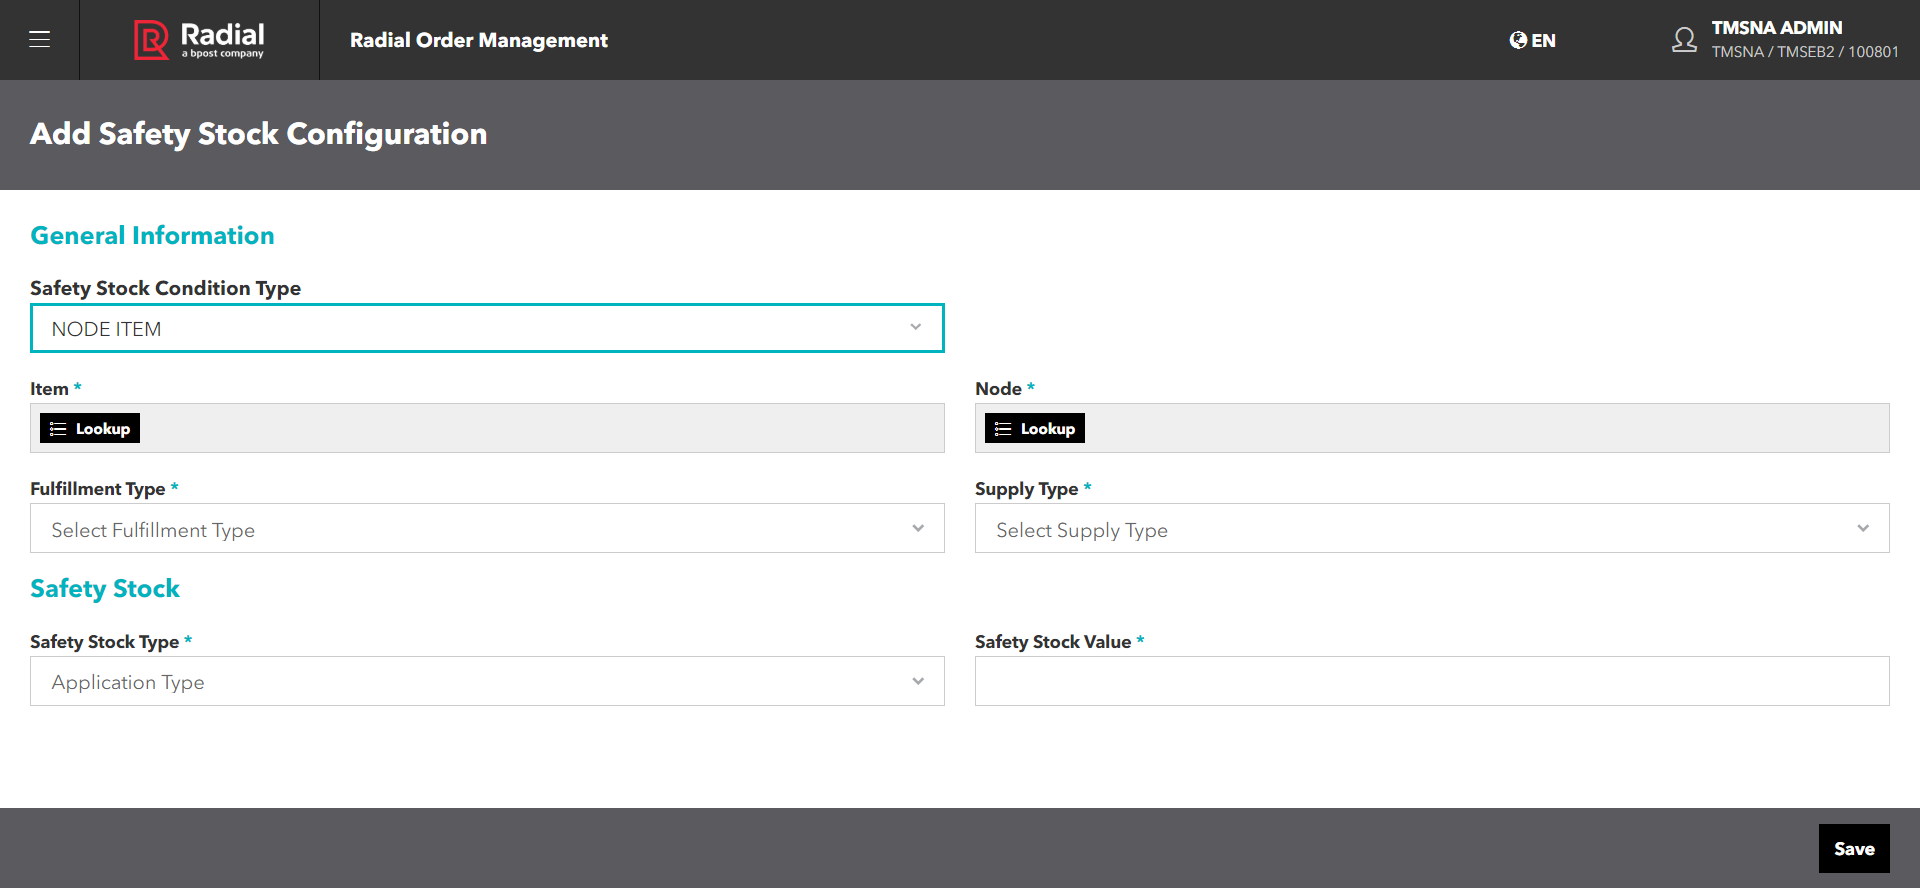 Radial
a bpost company
Radial Order Management
EN
TMSNA ADMIN
TMSNA / TMSEB2 / 100801
Add Safety Stock Configuration
General Information
Safety Stock Condition Type
NODE ITEM
Item *
Node *
Lookup
Lookup
Fulfillment Type *
Supply Type *
Select Fulfillment Type
Select Supply Type
Safety Stock
Safety Stock Type *
Safety Stock Value *
Application Type
Save